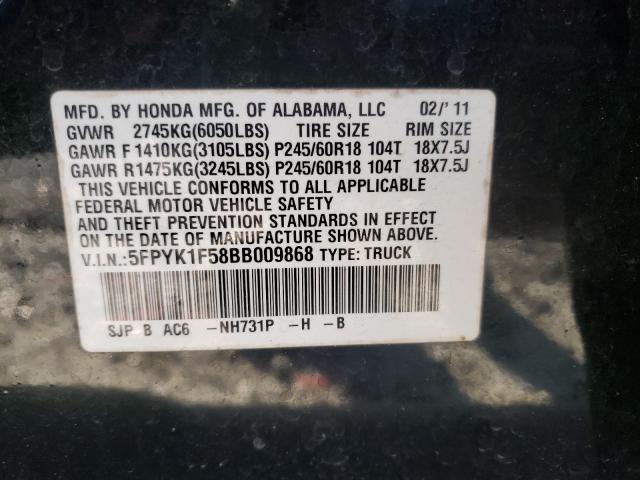 MFD. BY HONDA MFG. OF ALABAMA, LLC 02/' 11
GVWR 2745KG(6050LBS) TIRE SIZE RIM SIZE
GAWR F 1410KG(3105LBS) P245/60R18 104T 18X7.5J
GAWR R1475KG(3245LBS) P245/60R18 104T 18X7.5J
THIS VEHICLE CONFORMS TO ALL APPLICABLE
FEDERAL MOTOR VEHICLE SAFETY
AND THEFT PREVENTION STANDARDS IN EFFECT
ON THE DATE OF MANUFACTURE SHOWN ABOVE.
V.I.N.:5FPYK1F58BB009868 TYPE: TRUCK
SJP B AC6 -NH731P -H -B